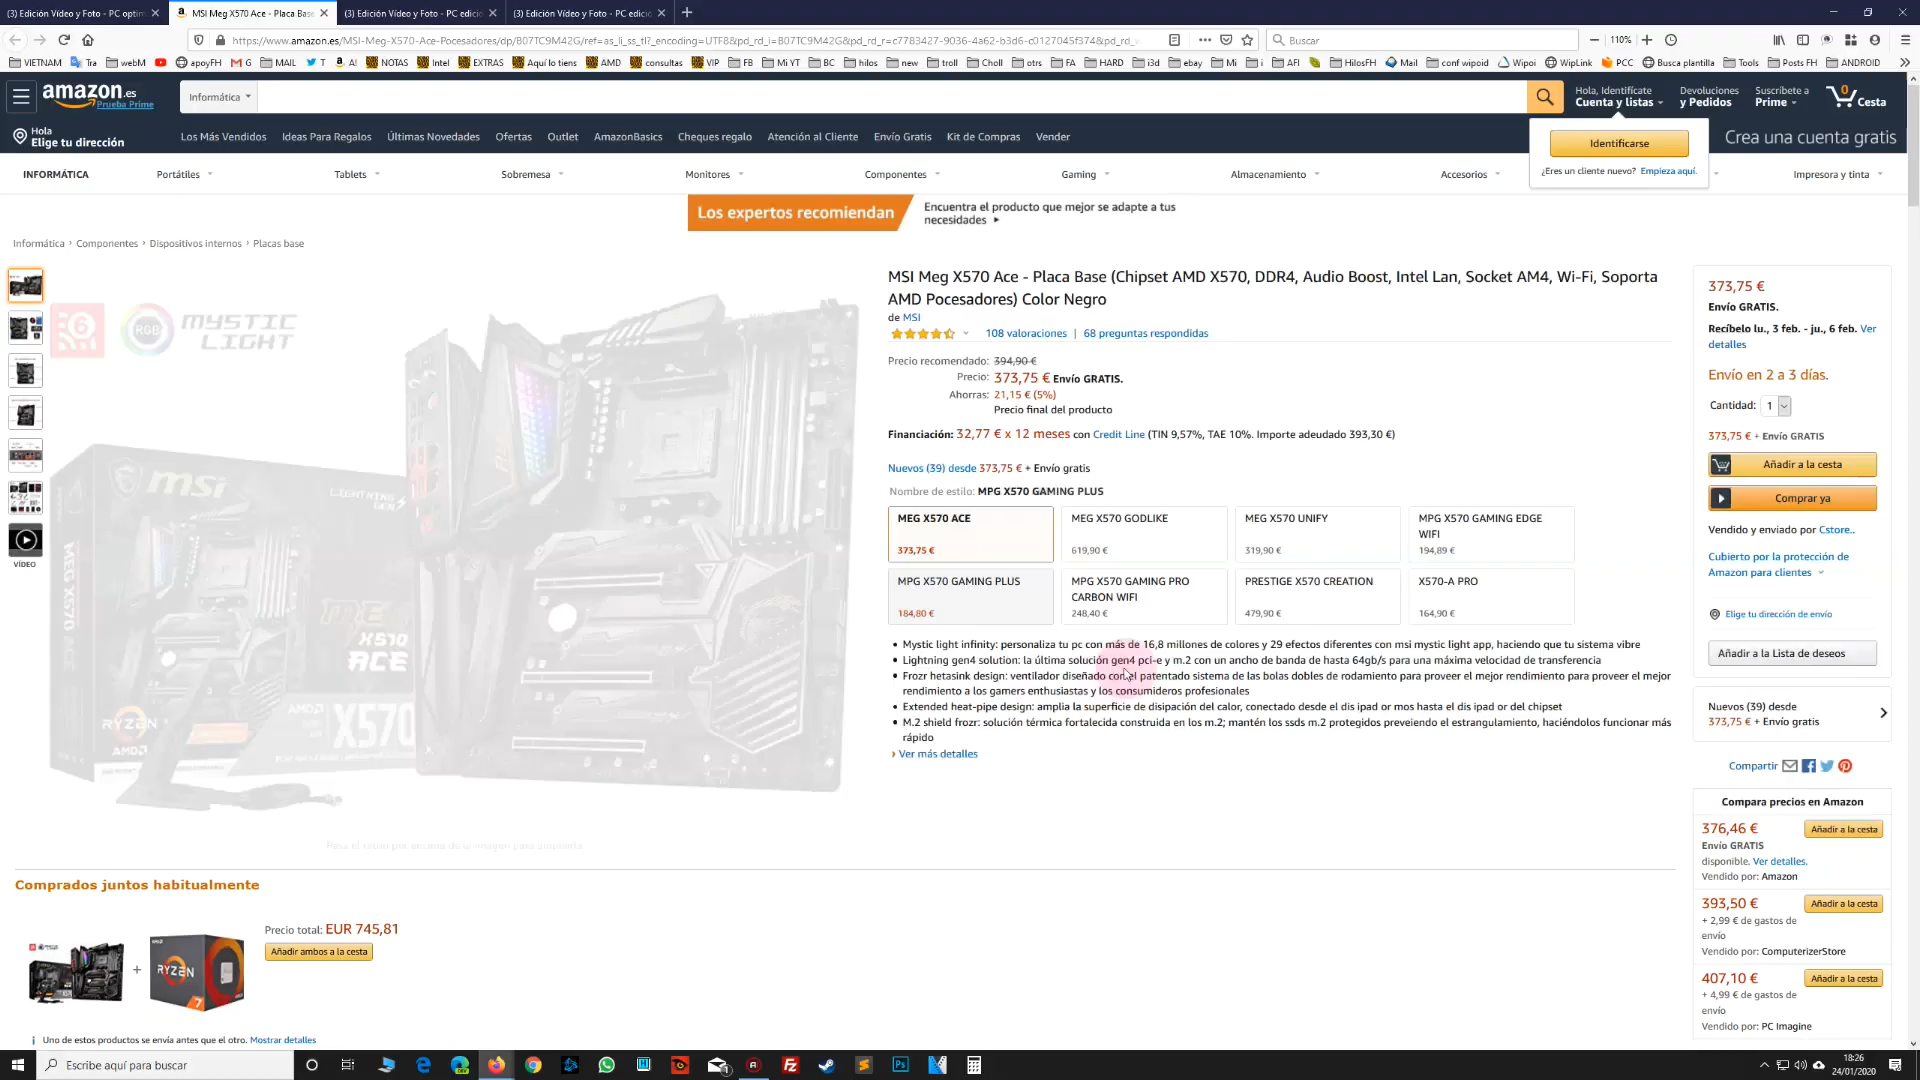 (3) Edición Vídeo y Foto - PC optim
MSI Meg X570 Ace - Placa Base
(3) Edición Vídeo y Foto - PC edició
(3) Edición Vídeo y Foto - PC edició
https://www.amazon.es/MSI-Meg-X570-Ace-Pocesadores/dp/B07TC9M42G/ref=as_li_ss_tl?_encoding=UTF8&pd_rd_i=B07TC9M42G&pd_rd_r=c7783427-9036-4a62-b3d6-c0127045f374&pd_rd_
Buscar
110%
VIETNAM Tra webM apoyFH G MAIL T A! NOTAS Intel EXTRAS Aquí lo tienes AMD consultas VIP FB Mi YT BC hilos new troll Choll otrs FA HARD i3d ebay Mi i AFI HilosFH Mail conf wipoid Wipoi WipLink PCC Busca plantilla Tools Posts FH ANDROID
amazon.es
Prueba Prime
Informática
Hola, Identifícate
Cuenta y listas
Devoluciones
y Pedidos
Suscríbete a
Prime
0
Cesta
Hola
Elige tu dirección
Los Más Vendidos Ideas Para Regalos Últimas Novedades Ofertas Outlet AmazonBasics Cheques regalo Atención al Cliente Envío Gratis Kit de Compras Vender
Identificarse
¿Eres un cliente nuevo? Empieza aquí.
Crea una cuenta gratis
INFORMÁTICA Portátiles Tablets Sobremesa Monitores Componentes Gaming Almacenamiento Accesorios Impresora y tinta
Los expertos recomiendan
Encuentra el producto que mejor se adapte a tus
necesidades
Informática › Componentes › Dispositivos internos › Placas base
VÍDEO
RGB
MYSTIC
LIGHT
msi
MEG X570 ACE
X570
ACE
RYZEN
AMD
X570
Pasa el ratón por encima de la imagen para ampliarla
MSI Meg X570 Ace - Placa Base (Chipset AMD X570, DDR4, Audio Boost, Intel Lan, Socket AM4, Wi-Fi, Soporta
AMD Pocesadores) Color Negro
de MSI
108 valoraciones | 68 preguntas respondidas
Precio recomendado: 394,90 €
Precio: 373,75 € Envío GRATIS.
Ahorras: 21,15 € (5%)
Precio final del producto
Financiación: 32,77 € x 12 meses con Credit Line (TIN 9,57%, TAE 10%. Importe adeudado 393,30 €)
Nuevos (39) desde 373,75 € + Envío gratis
Nombre de estilo: MPG X570 GAMING PLUS
MEG X570 ACE
373,75 €
MEG X570 GODLIKE
619,90 €
MEG X570 UNIFY
319,90 €
MPG X570 GAMING EDGE
WIFI
194,89 €
MPG X570 GAMING PLUS
184,80 €
MPG X570 GAMING PRO
CARBON WIFI
248,40 €
PRESTIGE X570 CREATION
479,90 €
X570-A PRO
164,90 €
• Mystic light infinity: personaliza tu pc con más de 16,8 millones de colores y 29 efectos diferentes con msi mystic light app, haciendo que tu sistema vibre
• Lightning gen4 solution: la última solución gen4 pci-e y m.2 con un ancho de banda de hasta 64gb/s para una máxima velocidad de transferencia
• Frozr hetasink design: ventilador diseñado con el patentado sistema de las bolas dobles de rodamiento para proveer el mejor rendimiento para proveer el mejor
rendimiento a los gamers enthusiastas y los consumideros profesionales
• Extended heat-pipe design: amplia la superficie de disipación del calor, conectado desde el dis ipad or mos hasta el dis ipad or del chipset
• M.2 shield frozr: solución térmica fortalecida construida en los m.2; mantén los ssds m.2 protegidos previeniendo el estrangulamiento, haciéndolos funcionar más
rápido
› Ver más detalles
373,75 €
Envío GRATIS.
Recíbelo lu., 3 feb. - ju., 6 feb. Ver
detalles
Envío en 2 a 3 días.
Cantidad: 1
373,75 € + Envío GRATIS
Añadir a la cesta
Comprar ya
Vendido y enviado por Cstore..
Cubierto por la protección de
Amazon para clientes
Elige tu dirección de envío
Añadir a la Lista de deseos
Nuevos (39) desde
373,75 € + Envío gratis
Compartir
Compara precios en Amazon
376,46 € Añadir a la cesta
Envío GRATIS
disponible. Ver detalles.
Vendido por: Amazon
393,50 € Añadir a la cesta
+ 2,99 € de gastos de
envío
Vendido por: ComputerizerStore
407,10 € Añadir a la cesta
+ 4,99 € de gastos de
envío
Vendido por: PC Imagine
Comprados juntos habitualmente
+
RYZEN
7
Precio total: EUR 745,81
Añadir ambos a la cesta
i Uno de estos productos se envía antes que el otro. Mostrar detalles
Escribe aquí para buscar
18:26
24/01/2020